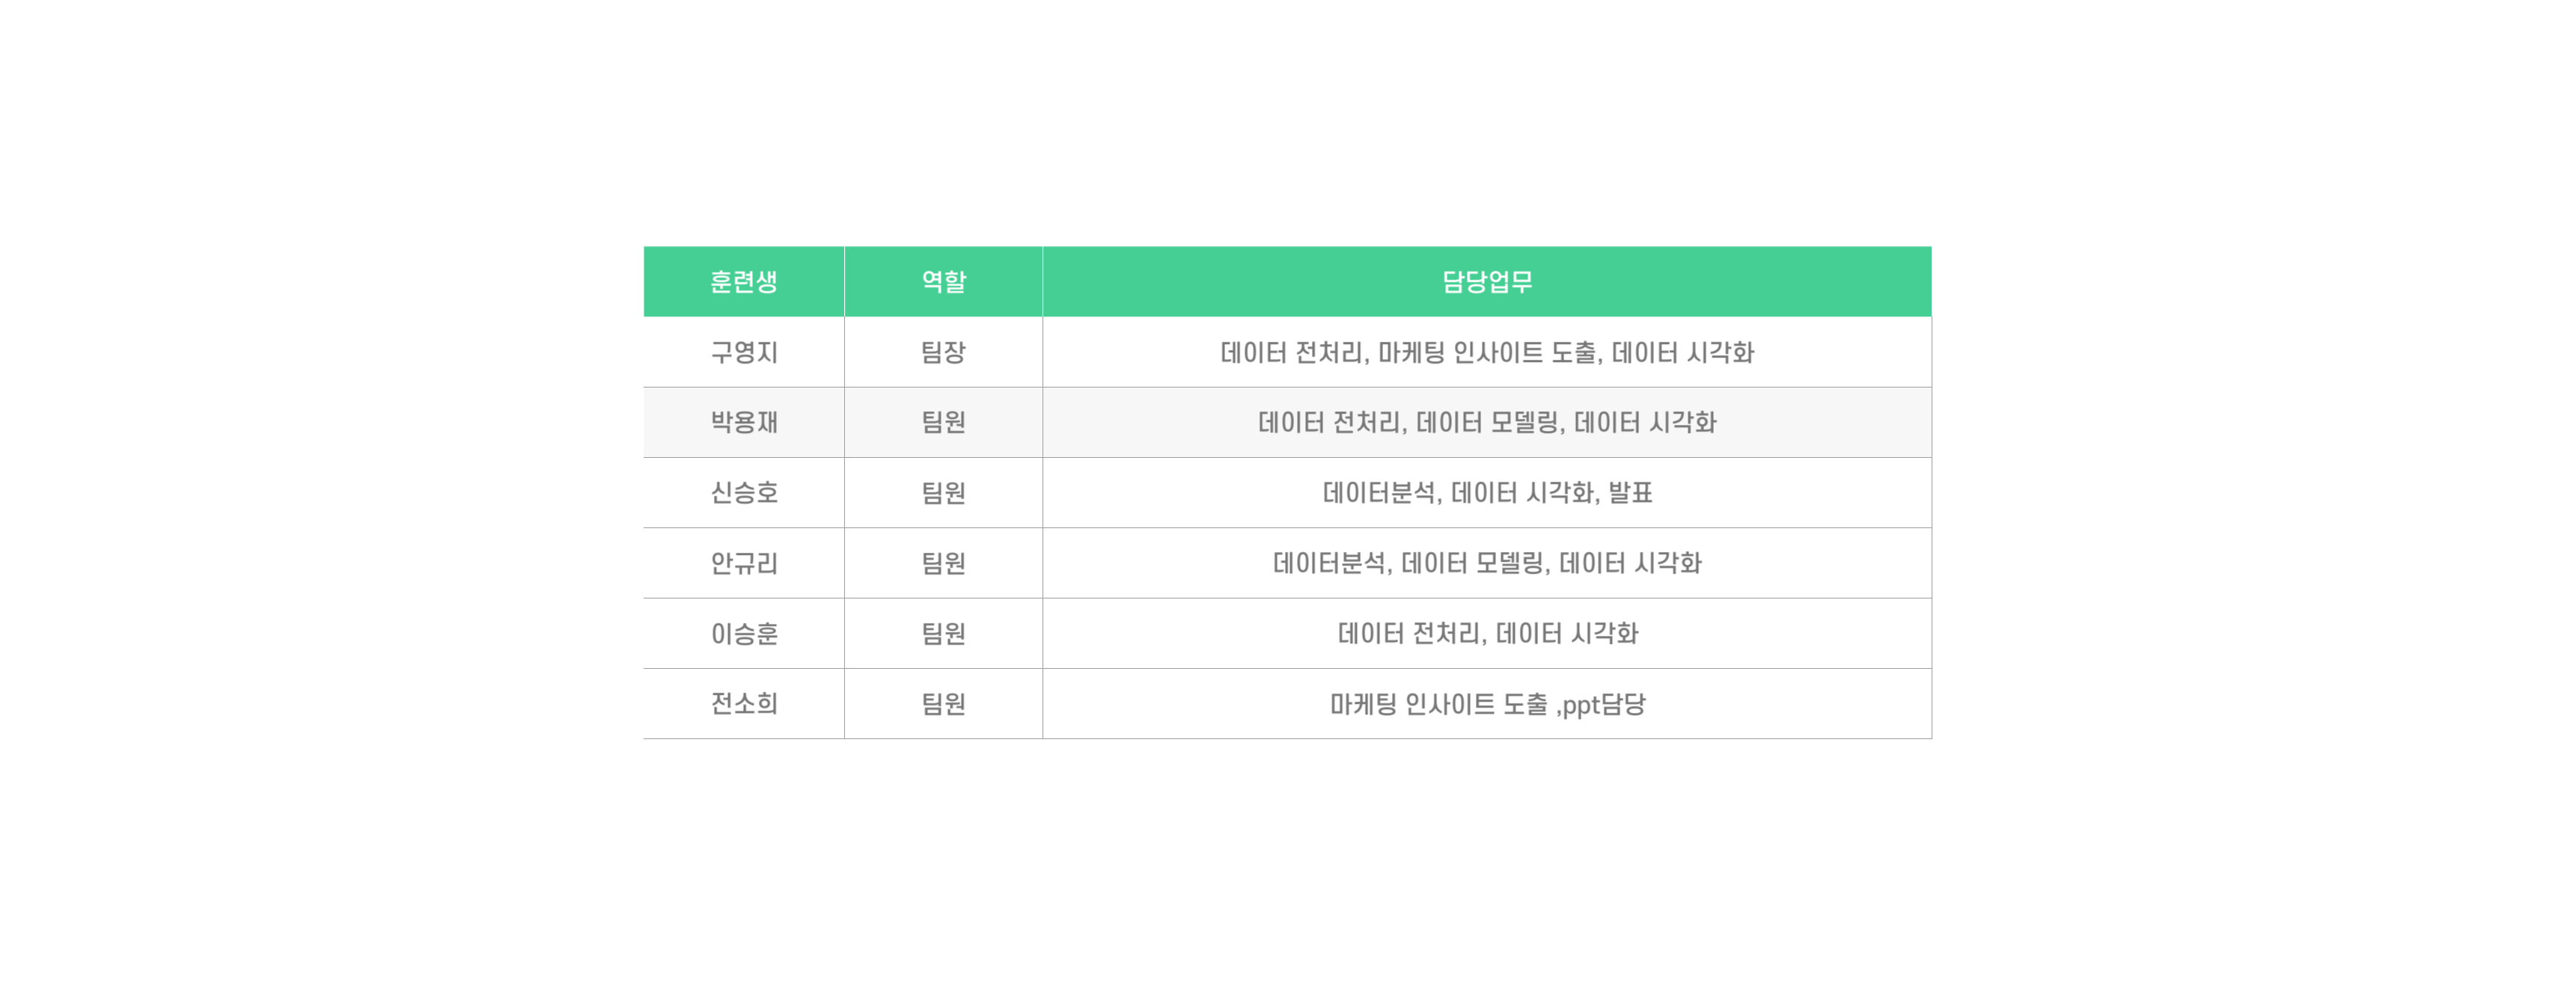 훈련생 역할 담당업무
구영지 팀장 데이터 전처리, 마케팅 인사이트 도출, 데이터 시각화
박용재 팀원 데이터 전처리, 데이터 모델링, 데이터 시각화
신승호 팀원 데이터분석, 데이터 시각화, 발표
안규리 팀원 데이터분석, 데이터 모델링, 데이터 시각화
이승훈 팀원 데이터 전처리, 데이터 시각화
전소희 팀원 마케팅 인사이트 도출 ,ppt담당